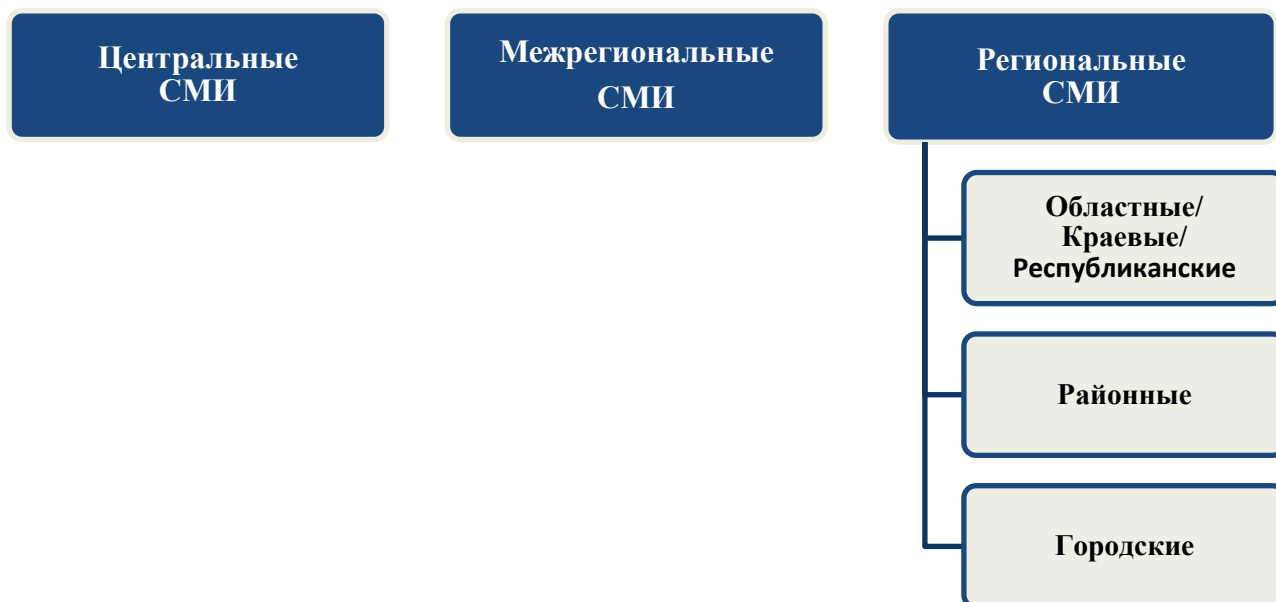 Центральные
СМИ
Межрегиональные
СМИ
Региональные
СМИ
Областные/
Краевые/
Республиканские
Районные
Городские